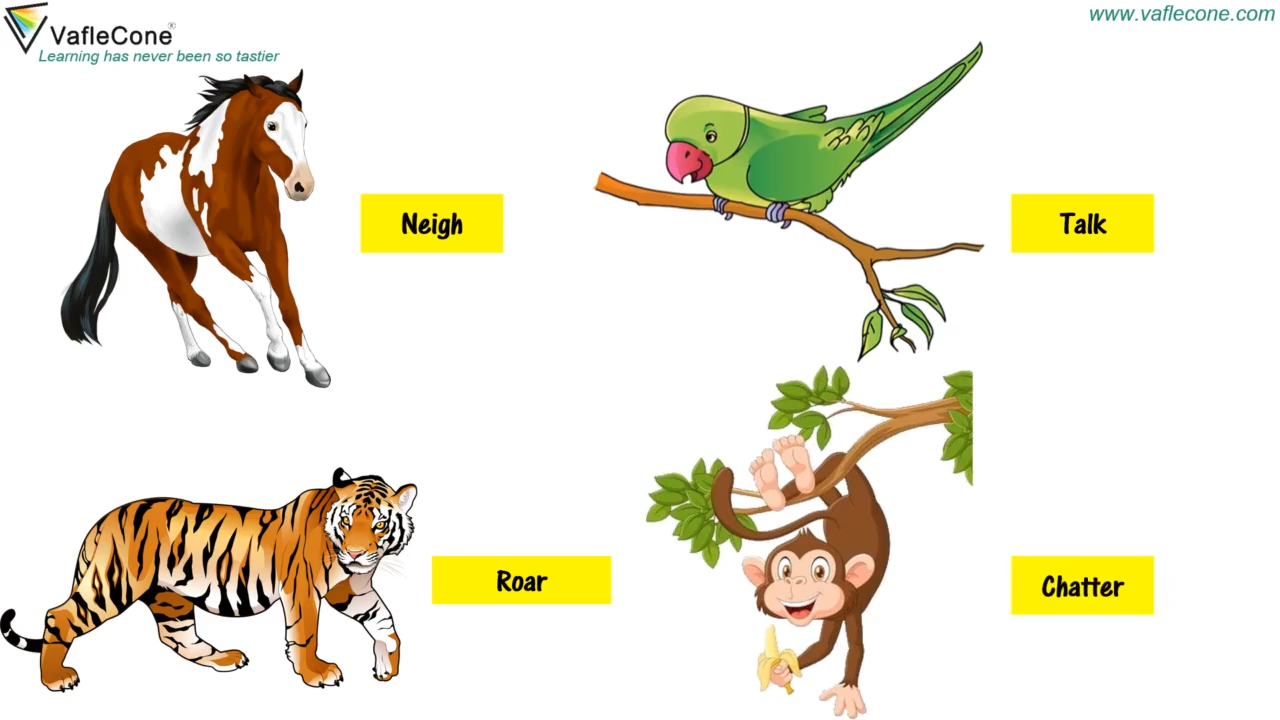 VafleCone®
Learning has never been so tastier
www.vaflecone.com
Neigh
Talk
Roar
Chatter